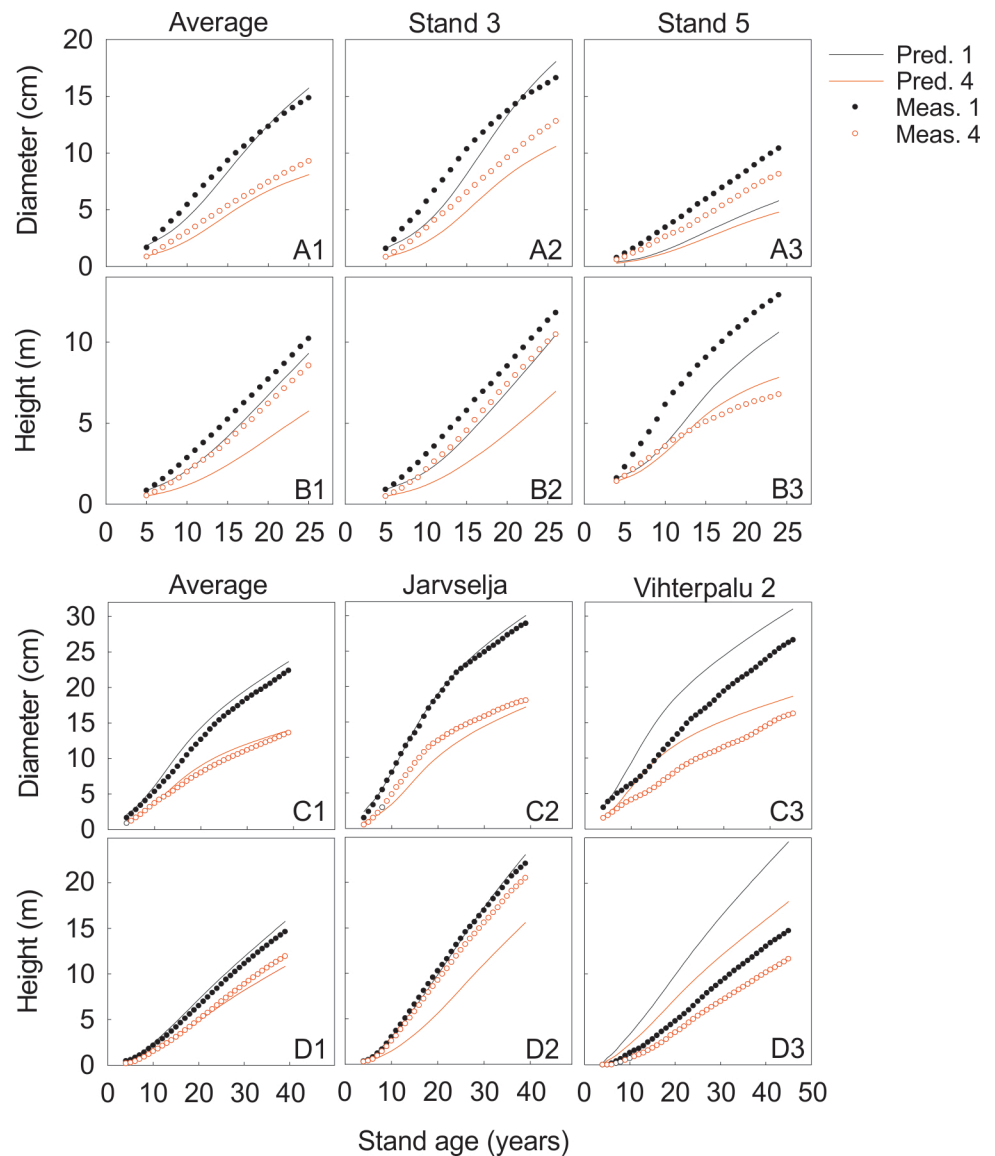 Average Stand 3 Stand 5
Pred. 1
Pred. 4
Meas. 1
Meas. 4
Diameter (cm)
20
15
10
5
0
A1 A2 A3
Height (m)
10
5
0
B1 B2 B3
0 5 10 15 20 25 0 5 10 15 20 25 0 5 10 15 20 25
Average Jarvselja Vihterpalu 2
Diameter (cm)
30
25
20
15
10
5
0
C1 C2 C3
Height (m)
20
15
10
5
0
D1 D2 D3
0 10 20 30 40 0 10 20 30 40 0 10 20 30 40 50
Stand age (years)